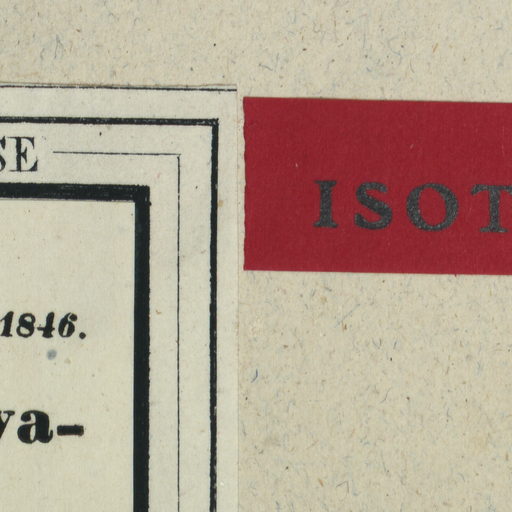 SE
1846.
va-
ISOT